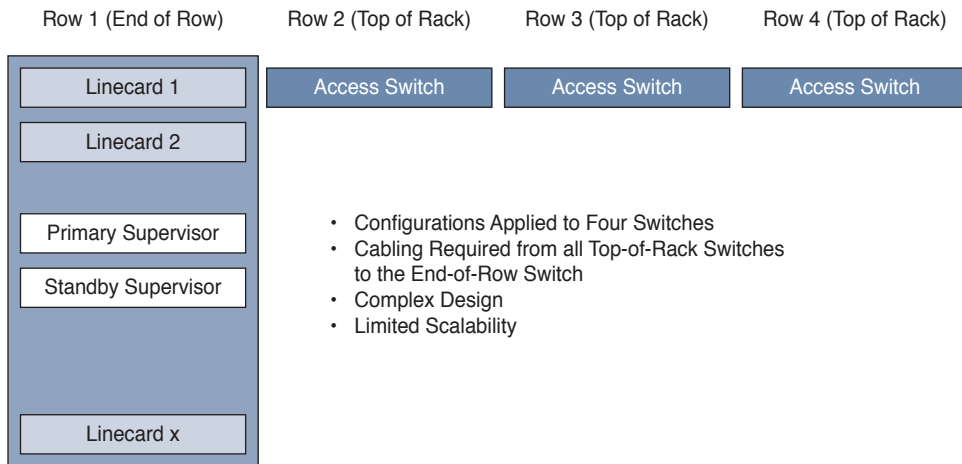 Row 1 (End of Row)
Row 2 (Top of Rack)
Row 3 (Top of Rack)
Row 4 (Top of Rack)
Linecard 1
Access Switch
Access Switch
Access Switch
Linecard 2
Primary Supervisor
Standby Supervisor
Linecard x
• Configurations Applied to Four Switches
• Cabling Required from all Top-of-Rack Switches
to the End-of-Row Switch
• Complex Design
• Limited Scalability